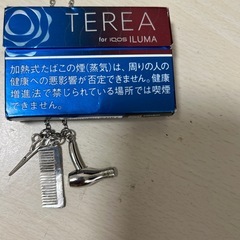 TEREA
for IQOS ILUMA
加熱式たばこの煙(蒸気)は、周りの人の
健康への悪影響が否定できません。健康
増進法で禁じられている場所では喫煙
できません。